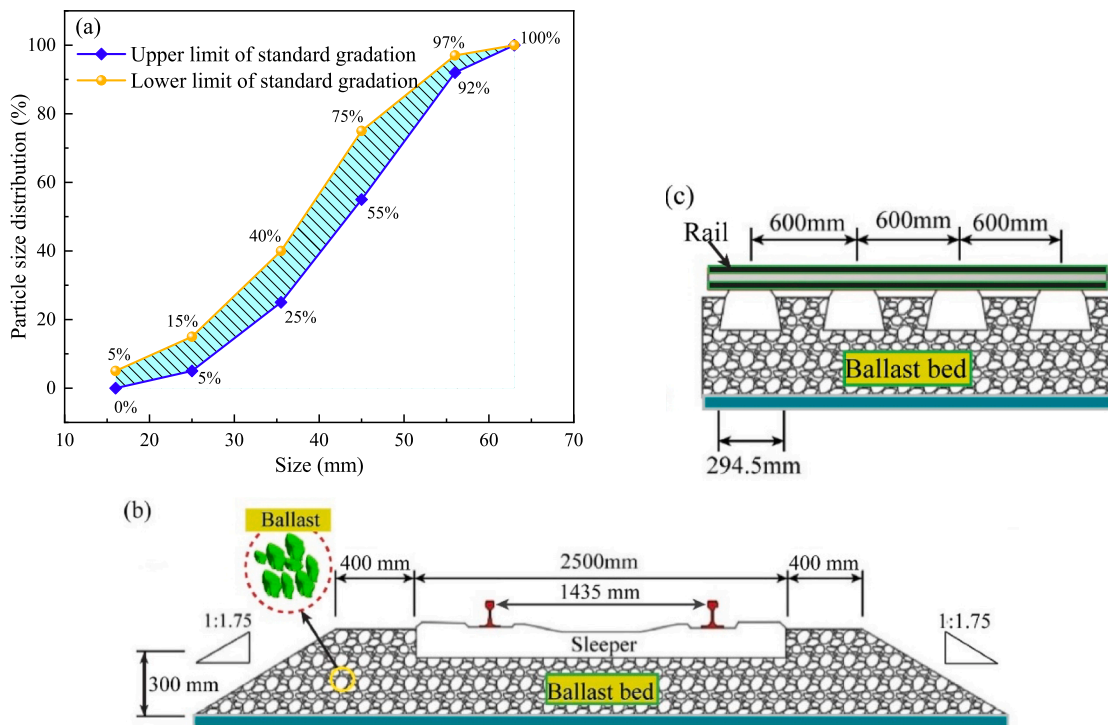 (a)
Upper limit of standard gradation
Lower limit of standard gradation
Particle size distribution (%)
100
80
60
40
20
0
5%
15%
40%
75%
97%
100%
92%
55%
25%
5%
0%
10
20
30
40
50
60
70
Size (mm)
(c)
600mm
600mm
600mm
Rail
Ballast bed
294.5mm
(b)
Ballast
400 mm
2500mm
400 mm
1435 mm
1:1.75
1:1.75
Sleeper
300 mm
Ballast bed